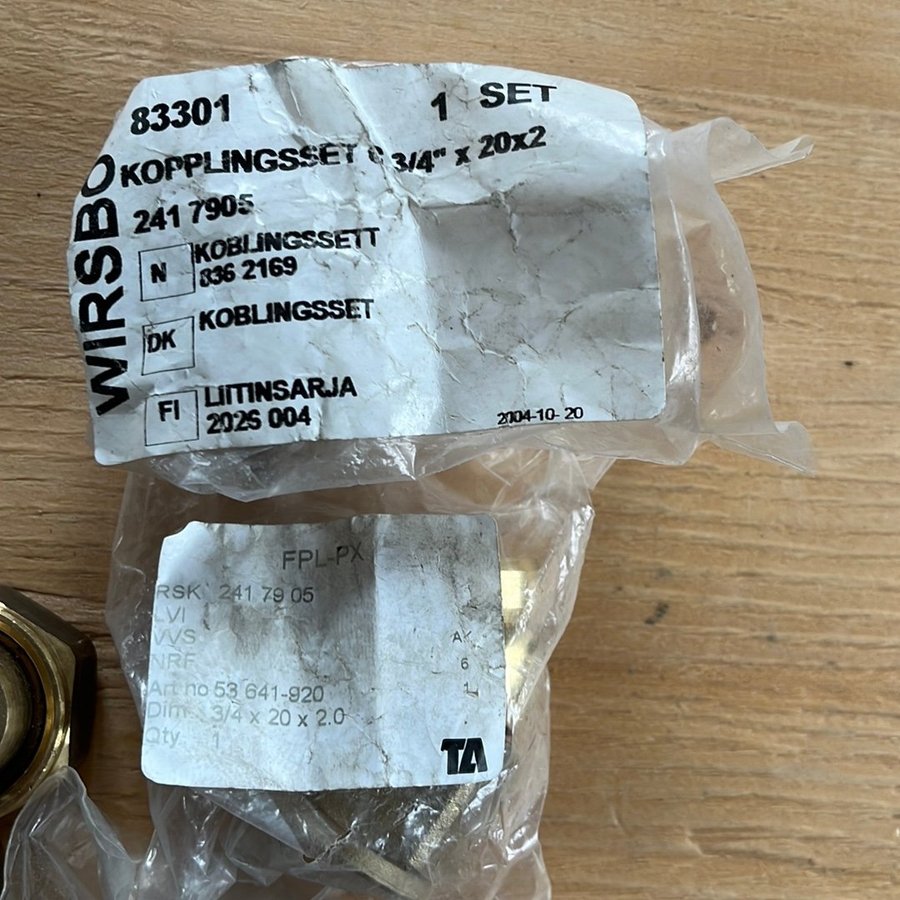 83301 1 SET
KOPPLINGSSET 3/4" x 20x2
WIRSBO
241 7905
N KOBLINGSSETT
836 2169
DK KOBLINGSSET
FI LIITINSARJA
2026 004
2004-10-20
FPL-PX
RSK 241 79 05
LVI
VVS
NRF 6
Art no 53 641-920 1
Dim 3/4 x 20 x 2.0
Qty 1
TA